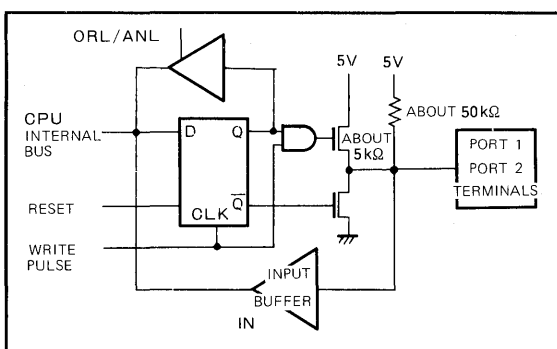 ORL/ANL
5V
5V
ABOUT 50kΩ
CPU
INTERNAL
BUS
D
Q
ABOUT
5kΩ
PORT 1
PORT 2
TERMINALS
RESET
CLK
Q
WRITE
PULSE
INPUT
BUFFER
IN